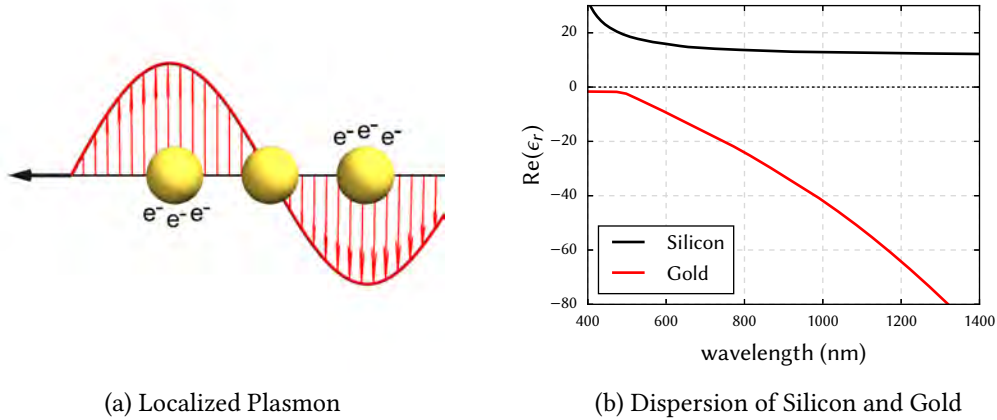 e⁻ e⁻ e⁻
e⁻ e⁻ e⁻
(a) Localized Plasmon
20
0
−20
−40
−60
−80
Re(ϵᵣ)
Silicon
Gold
400 600 800 1000 1200 1400
wavelength (nm)
(b) Dispersion of Silicon and Gold